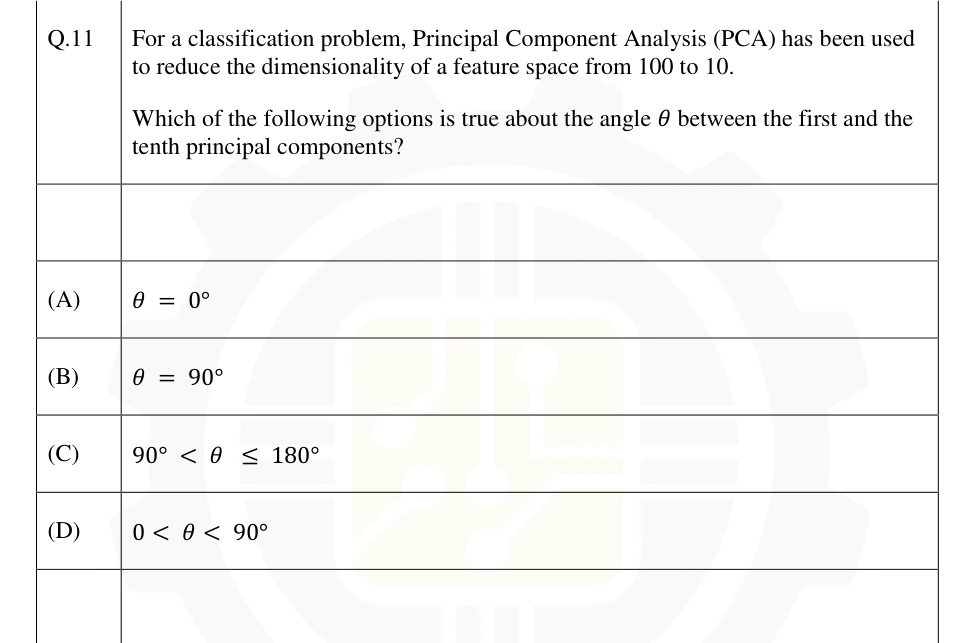 Q.11 For a classification problem, Principal Component Analysis (PCA) has been used
to reduce the dimensionality of a feature space from 100 to 10.
Which of the following options is true about the angle θ between the first and the
tenth principal components?
(A) θ = 0°
(B) θ = 90°
(C) 90° < θ ≤ 180°
(D) 0 < θ < 90°